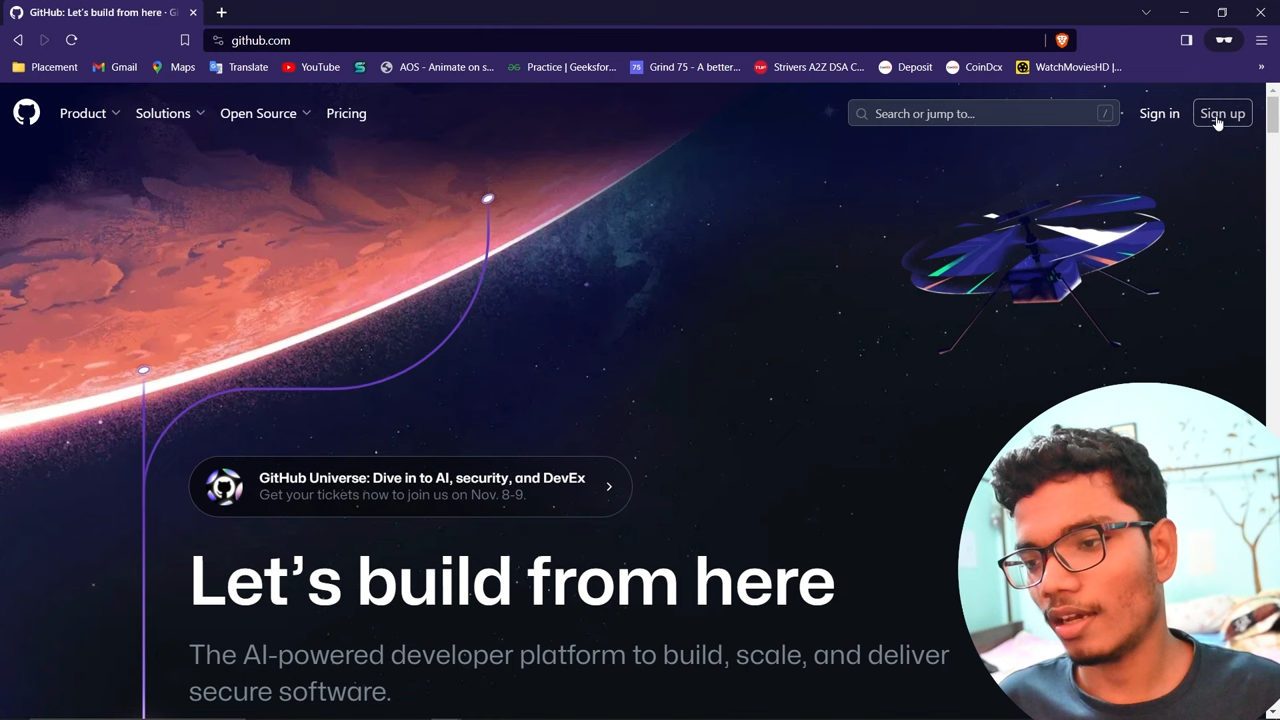 GitHub: Let's build from here · G
github.com
Placement
Gmail
Maps
Translate
YouTube
AOS - Animate on s...
Practice | Geeksfor...
75
Grind 75 - A better...
TUF
Strivers A2Z DSA C...
Deposit
CoinDcx
WatchMoviesHD |...
»
Product
Solutions
Open Source
Pricing
Search or jump to...
/
Sign in
Sign up
GitHub Universe: Dive in to AI, security, and DevEx
Get your tickets now to join us on Nov. 8-9.
Let's build from here
The AI-powered developer platform to build, scale, and deliver
secure software.